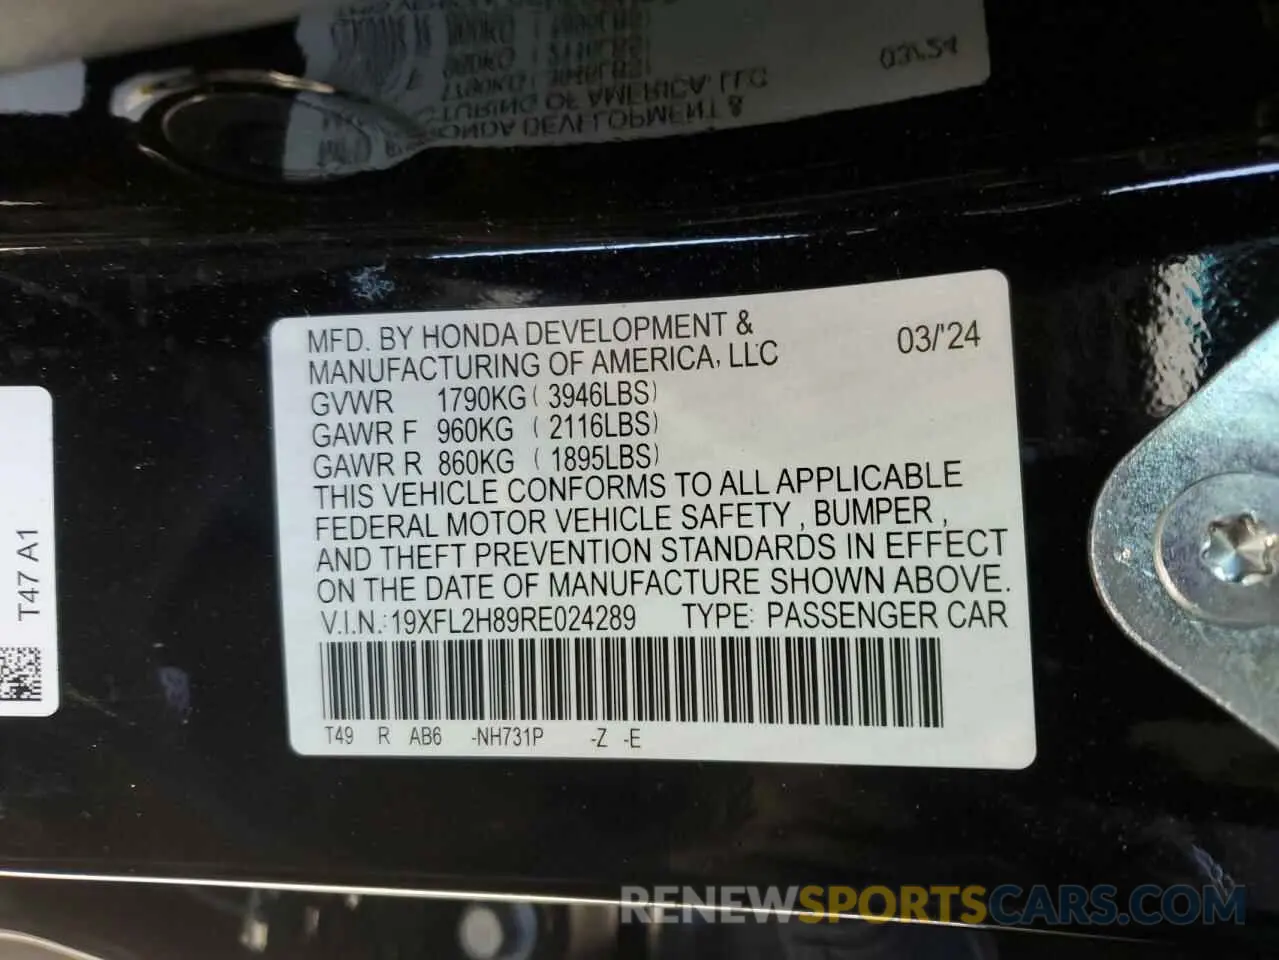 MFD. BY HONDA DEVELOPMENT &
MANUFACTURING OF AMERICA, LLC 03/'24
GVWR 1790KG ( 3946LBS)
GAWR F 960KG ( 2116LBS)
GAWR R 860KG ( 1895LBS)
THIS VEHICLE CONFORMS TO ALL APPLICABLE
FEDERAL MOTOR VEHICLE SAFETY , BUMPER ,
AND THEFT PREVENTION STANDARDS IN EFFECT
ON THE DATE OF MANUFACTURE SHOWN ABOVE.
V.I.N.: 19XFL2H89RE024289 TYPE: PASSENGER CAR
T49 R AB6 -NH731P -Z -E
T47 A1
RENEWSPORTSCARS.COM